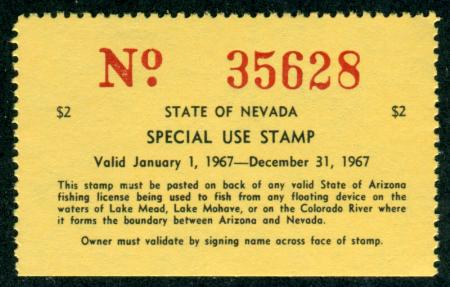 Nº 35628
$2 STATE OF NEVADA $2
SPECIAL USE STAMP
Valid January 1, 1967—December 31, 1967
This stamp must be pasted on back of any valid State of Arizona
fishing license being used to fish from any floating device on the
waters of Lake Mead, Lake Mohave, or on the Colorado River where
it forms the boundary between Arizona and Nevada.
Owner must validate by signing name across face of stamp.